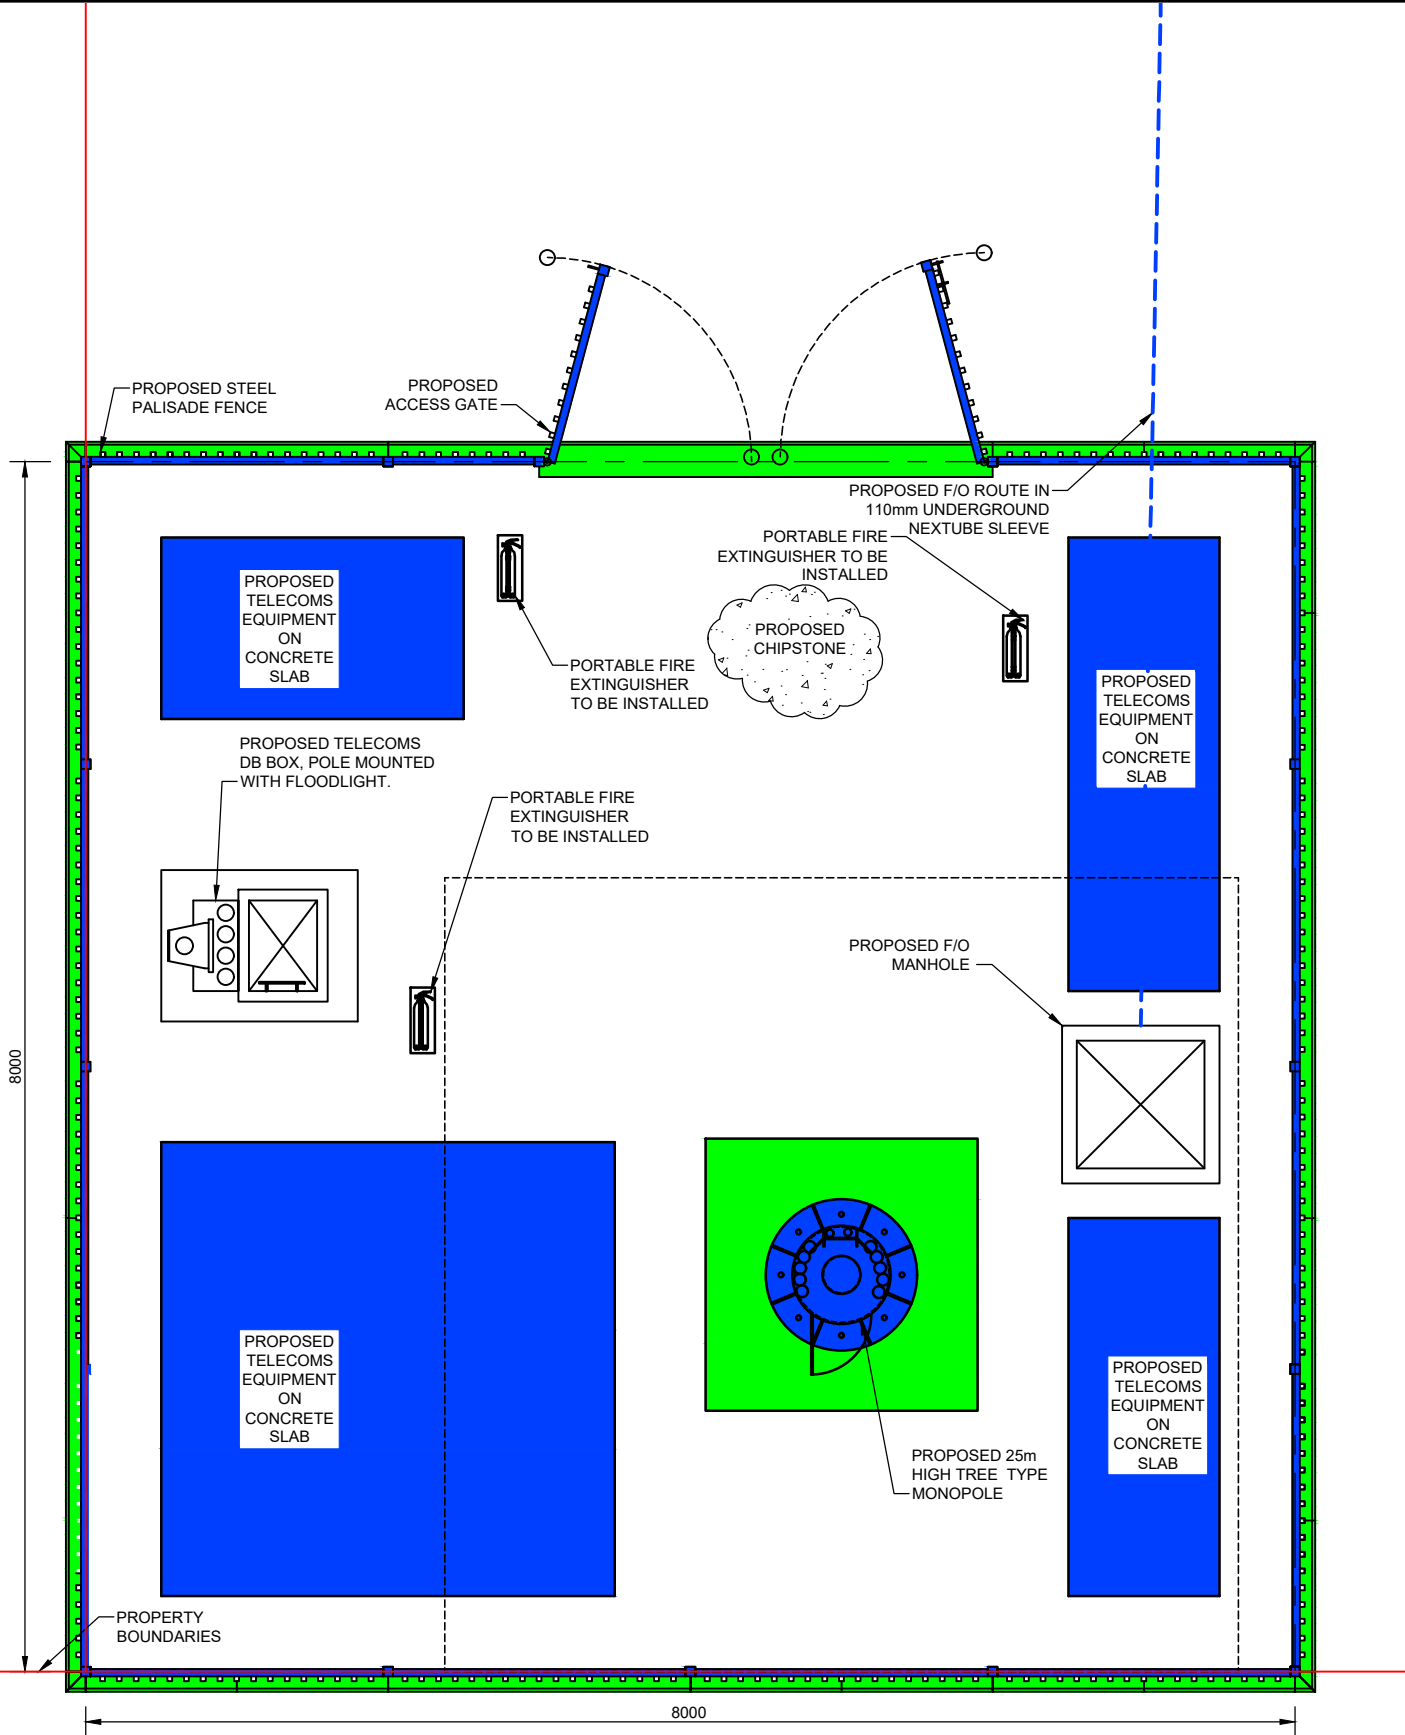 PROPOSED STEEL
PALISADE FENCE
PROPOSED
ACCESS GATE
PROPOSED F/O ROUTE IN
110mm UNDERGROUND
NEXTUBE SLEEVE
PORTABLE FIRE
EXTINGUISHER TO BE
INSTALLED
PROPOSED
TELECOMS
EQUIPMENT
ON
CONCRETE
SLAB
PROPOSED
CHIPSTONE
PORTABLE FIRE
EXTINGUISHER
TO BE INSTALLED
PROPOSED
TELECOMS
EQUIPMENT
ON
CONCRETE
SLAB
PROPOSED TELECOMS
DB BOX, POLE MOUNTED
WITH FLOODLIGHT.
PORTABLE FIRE
EXTINGUISHER
TO BE INSTALLED
PROPOSED F/O
MANHOLE
8000
PROPOSED
TELECOMS
EQUIPMENT
ON
CONCRETE
SLAB
PROPOSED
TELECOMS
EQUIPMENT
ON
CONCRETE
SLAB
PROPOSED 25m
HIGH TREE TYPE
MONOPOLE
PROPERTY
BOUNDARIES
8000